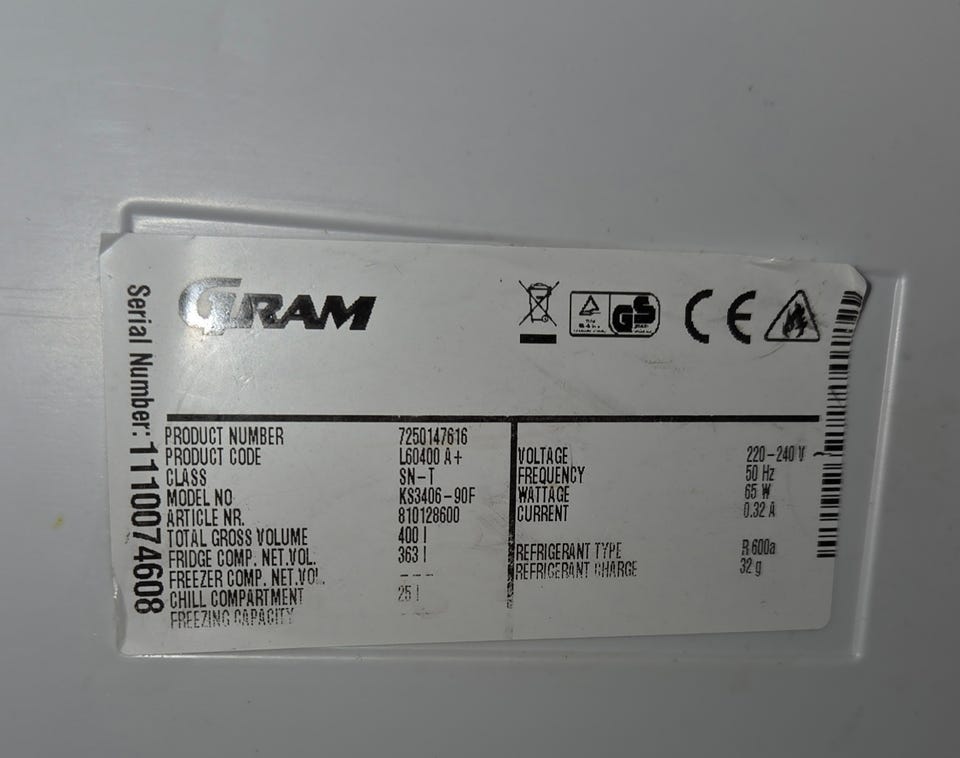 GRAM
GS
CE
Serial Number: 1110074608
PRODUCT NUMBER 7250147616
PRODUCT CODE L60400 A+
CLASS SN-T
MODEL NO KS3406-90F
ARTICLE NR. 810128600
TOTAL GROSS VOLUME 400 l
FRIDGE COMP. NET.VOL. 363 l
FREEZER COMP. NET.VOL. ---
CHILL COMPARTMENT 25 l
FREEZING CAPACITY
VOLTAGE 220-240 V ~
FREQUENCY 50 Hz
WATTAGE 65 W
CURRENT 0.32 A
REFRIGERANT TYPE R 600a
REFRIGERANT CHARGE 32 g